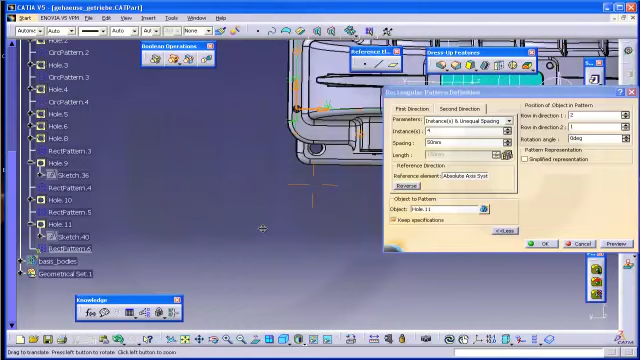 CATIA V5 - [gehaeuse_getriebe.CATPart]
Start ENOVIA V5 VPM File Edit View Insert Tools Window Help
Automa Auto Auto Aut None
Boolean Operations
Reference El...
Dress-Up Features
S...
Hole.2
CircPattern.2
Hole.3
CircPattern.3
Hole.4
CircPattern.4
Hole.5
Hole.6
Hole.8
RectPattern.3
Hole.9
Sketch.36
RectPattern.4
Hole.10
RectPattern.5
Hole.11
Sketch.40
RectPattern.6
basis_bodies
Geometrical Set.1
Rectangular Pattern Definition
First Direction Second Direction
Parameters: Instance(s) & Unequal Spacing
Instance(s): 4
Spacing : 50mm
Length :
Reference Direction
Reference element: Absolute Axis Syst
Reverse
Object to Pattern
Object: Hole.11
Keep specifications
<<Less
Position of Object in Pattern
Row in direction 1 : 2
Row in direction 2 : 1
Rotation angle : 0deg
Pattern Representation
Simplified representation
OK Cancel Preview
Knowledge
P...
Drag to translate: Press left button to rotate Click left button to zoom
CATIA